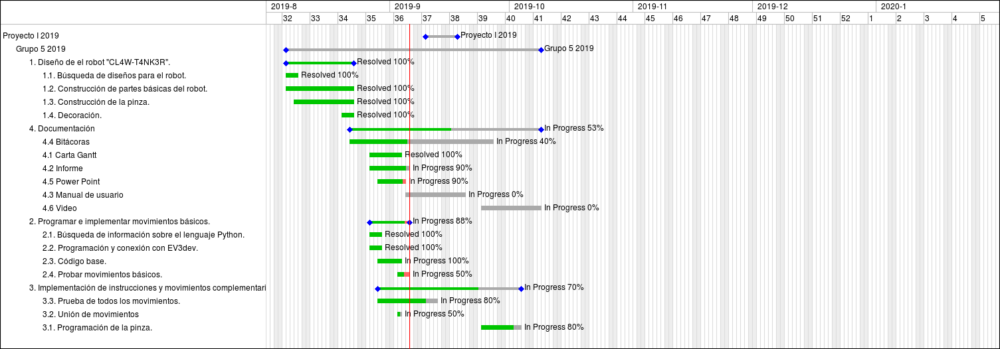 2019-8 2019-9 2019-10 2019-11 2019-12 2020-1
32 33 34 35 36 37 38 39 40 41 42 43 44 45 46 47 48 49 50 51 52 1 2 3 4 5
Proyecto I 2019 Proyecto I 2019
Grupo 5 2019 Grupo 5 2019
1. Diseño de el robot "CL4W-T4NK3R". Resolved 100%
1.1. Búsqueda de diseños para el robot. Resolved 100%
1.2. Construcción de partes básicas del robot. Resolved 100%
1.3. Construcción de la pinza. Resolved 100%
1.4. Decoración. Resolved 100%
4. Documentación In Progress 53%
4.4 Bitácoras In Progress 40%
4.1 Carta Gantt Resolved 100%
4.2 Informe In Progress 90%
4.5 Power Point In Progress 90%
4.3 Manual de usuario In Progress 0%
4.6 Video In Progress 0%
2. Programar e implementar movimientos básicos. In Progress 88%
2.1. Búsqueda de información sobre el lenguaje Python. Resolved 100%
2.2. Programación y conexión con EV3dev. Resolved 100%
2.3. Código base. In Progress 100%
2.4. Probar movimientos básicos. In Progress 50%
3. Implementación de instrucciones y movimientos complementari In Progress 70%
3.3. Prueba de todos los movimientos. In Progress 80%
3.2. Unión de movimientos In Progress 50%
3.1. Programación de la pinza. In Progress 80%